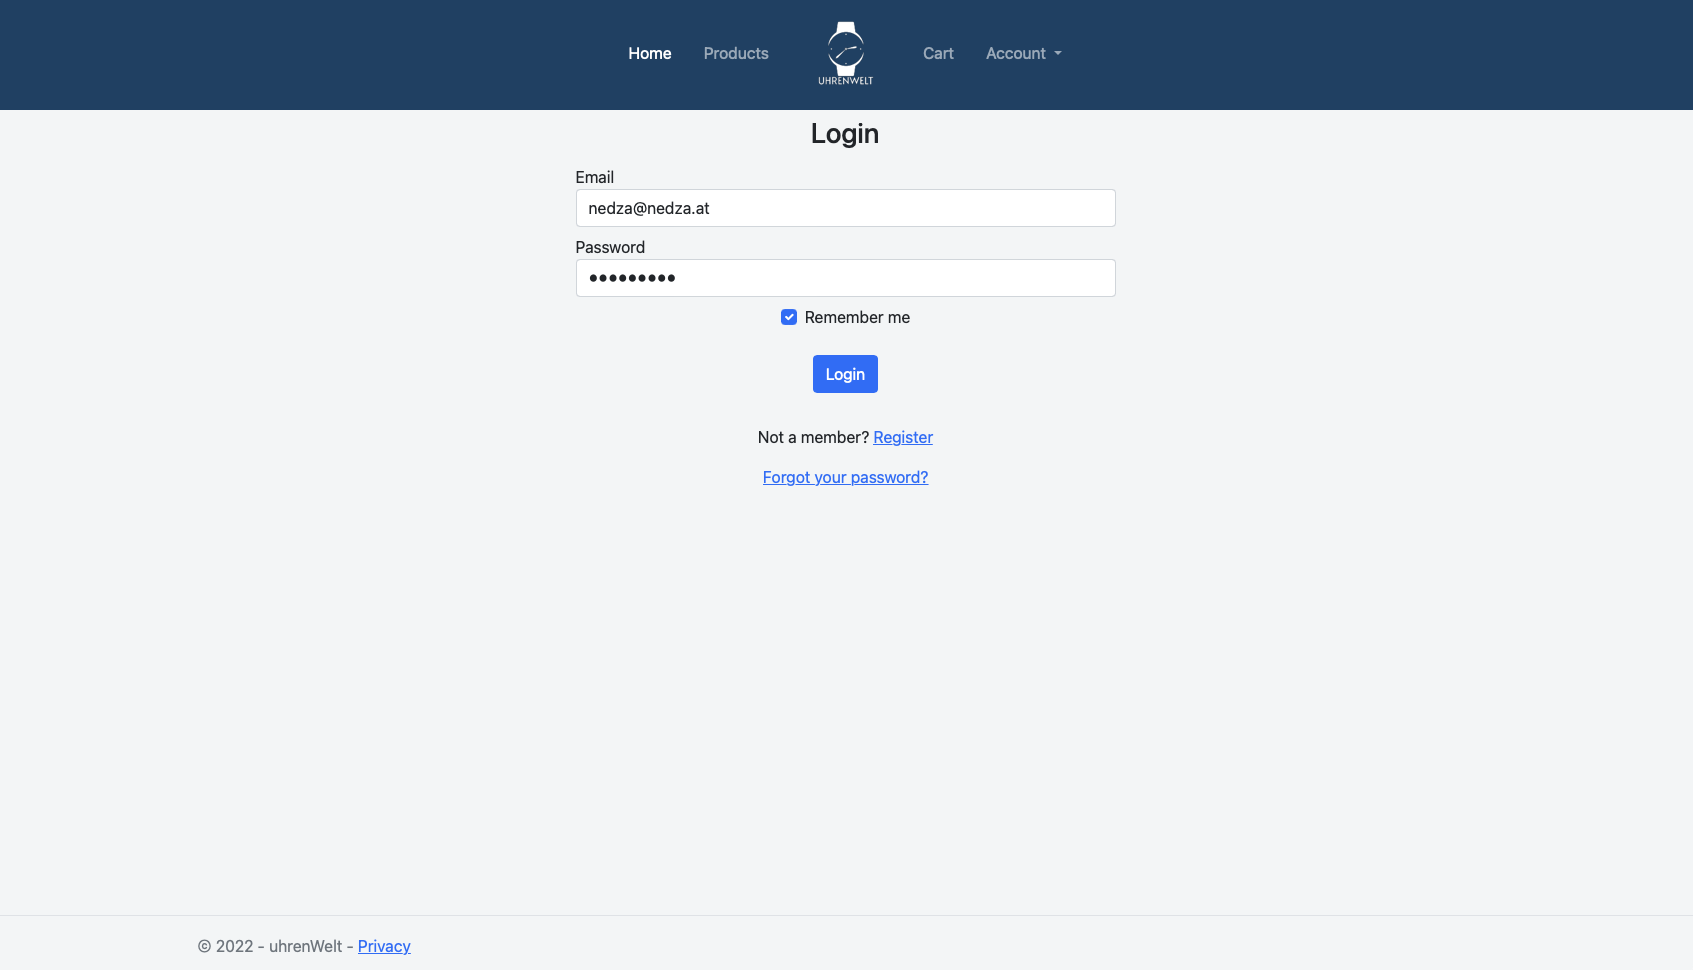 Home Products UHRENWELT Cart Account
Login
Email
nedza@nedza.at
Password
•••••••••
Remember me
Login
Not a member? Register
Forgot your password?
© 2022 - uhrenWelt - Privacy